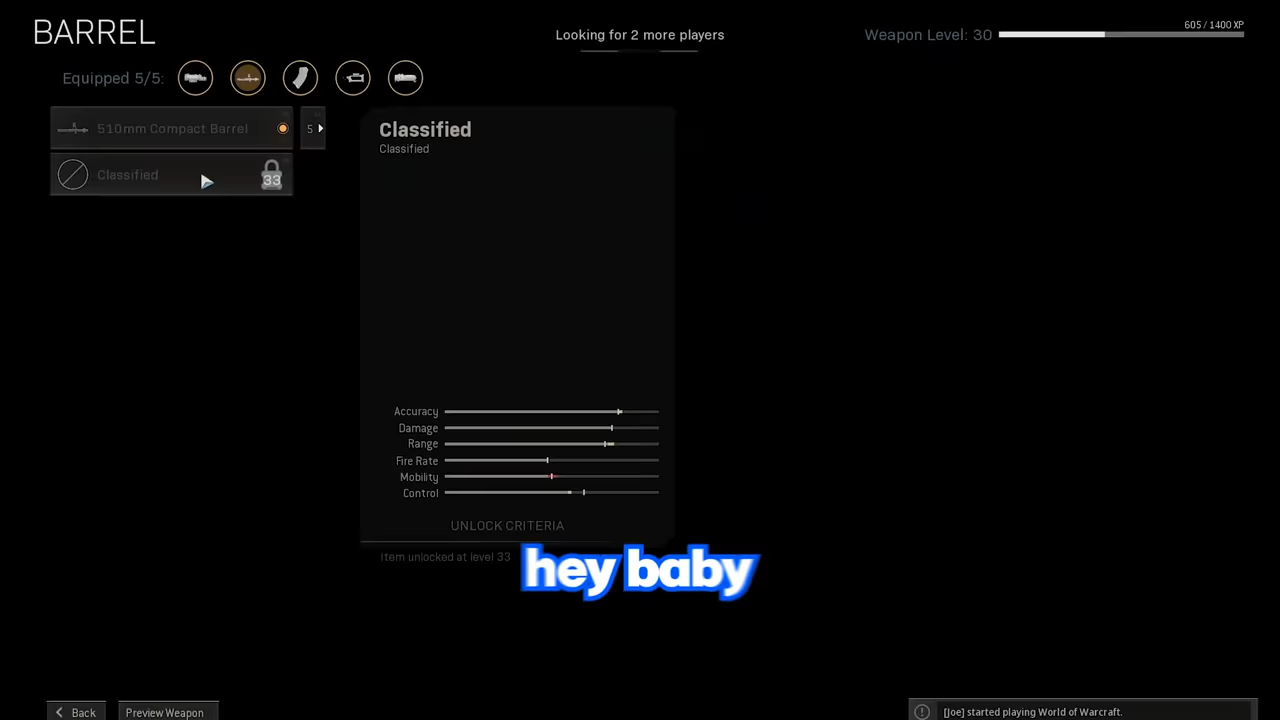 BARREL
Looking for 2 more players
Weapon Level: 30
605 / 1400 XP
Equipped 5/5:
510mm Compact Barrel
5
Classified
33
Classified
Classified
Accuracy
Damage
Range
Fire Rate
Mobility
Control
UNLOCK CRITERIA
Item unlocked at level 33
hey baby
Back
Preview Weapon
[Joe] started playing World of Warcraft.